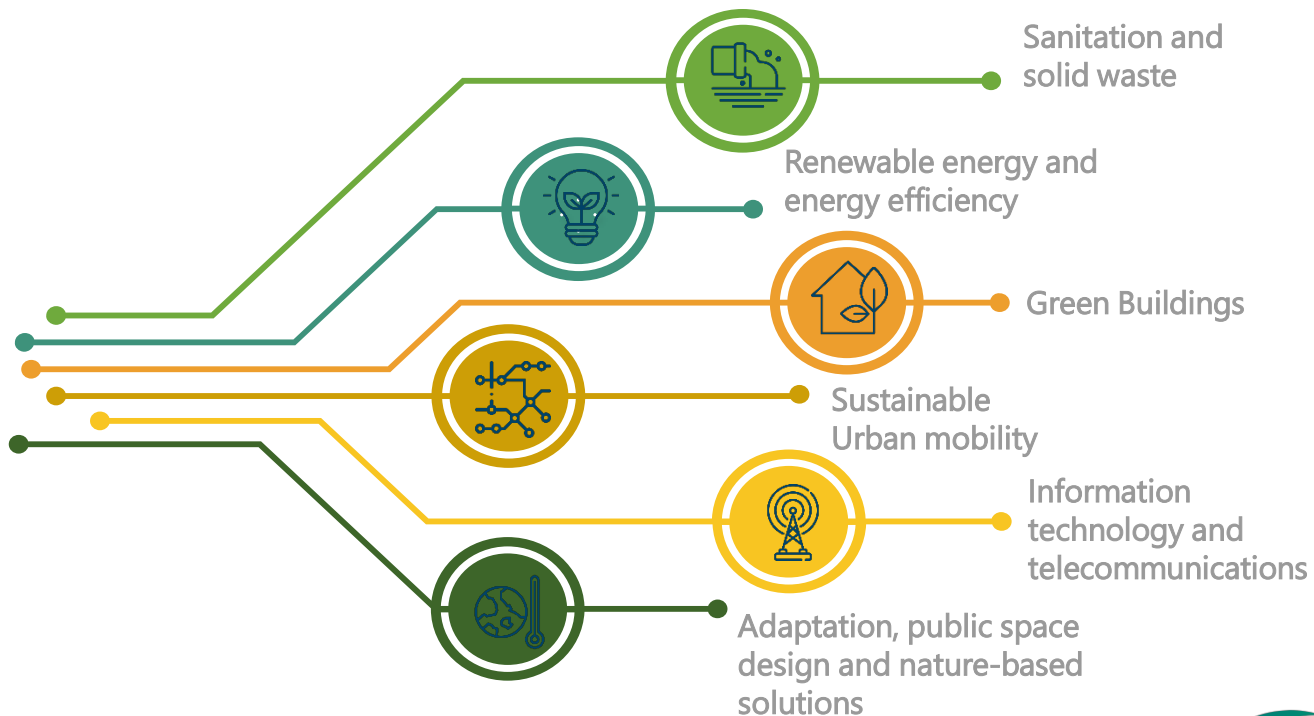 Sanitation and
solid waste
Renewable energy and
energy efficiency
Green Buildings
Sustainable
Urban mobility
Information
technology and
telecommunications
Adaptation, public space
design and nature-based
solutions